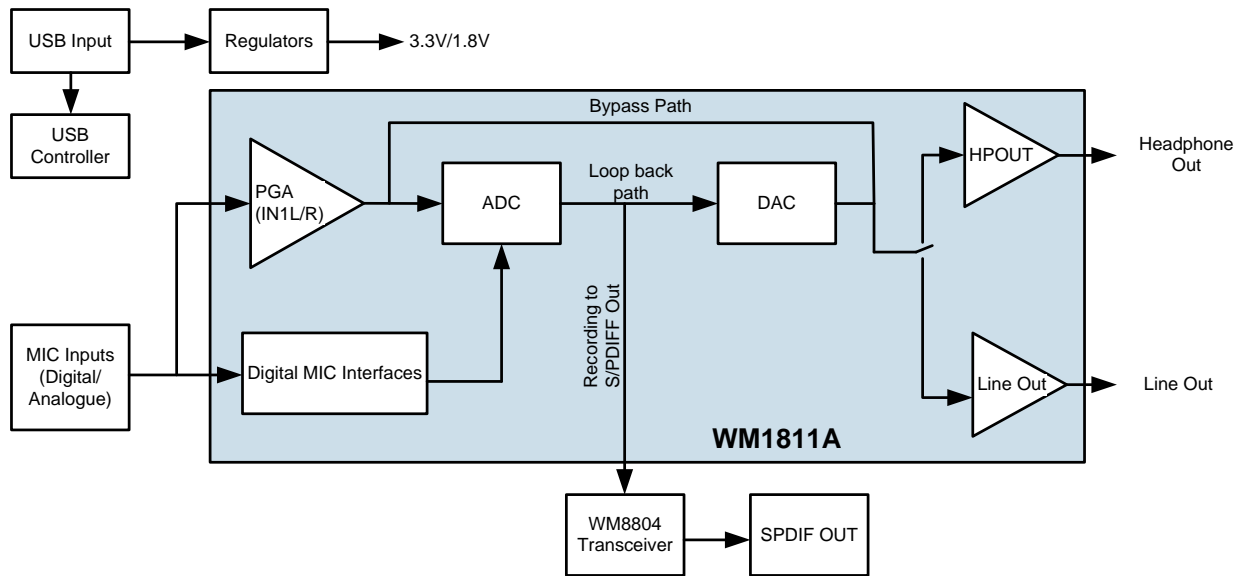 USB Input
Regulators
3.3V/1.8V
USB
Controller
Bypass Path
HPOUT
Headphone
Out
PGA
(IN1L/R)
ADC
Loop back
path
DAC
Recording to
S/PDIFF Out
MIC Inputs
(Digital/
Analogue)
Digital MIC Interfaces
Line Out
Line Out
WM1811A
WM8804
Transceiver
SPDIF OUT